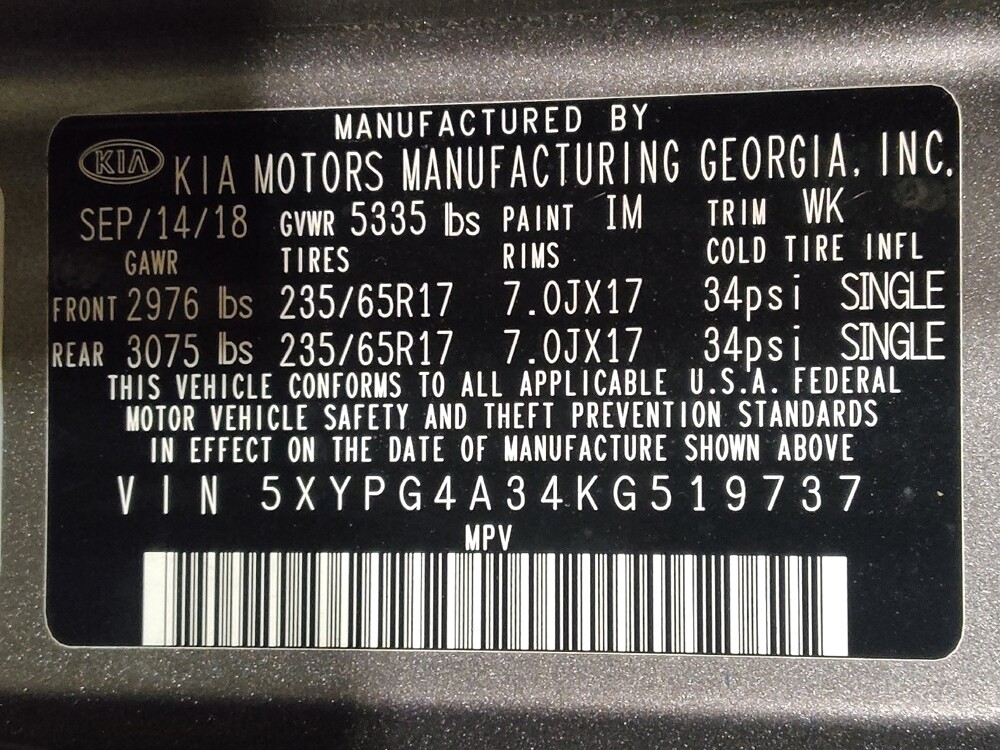 MANUFACTURED BY
KIA KIA MOTORS MANUFACTURING GEORGIA, INC.
SEP/14/18 GVWR 5335 lbs PAINT IM TRIM WK
GAWR TIRES RIMS COLD TIRE INFL
FRONT 2976 lbs 235/65R17 7.0JX17 34psi SINGLE
REAR 3075 lbs 235/65R17 7.0JX17 34psi SINGLE
THIS VEHICLE CONFORMS TO ALL APPLICABLE U.S.A. FEDERAL
MOTOR VEHICLE SAFETY AND THEFT PREVENTION STANDARDS
IN EFFECT ON THE DATE OF MANUFACTURE SHOWN ABOVE
VIN 5XYPG4A34KG519737
MPV